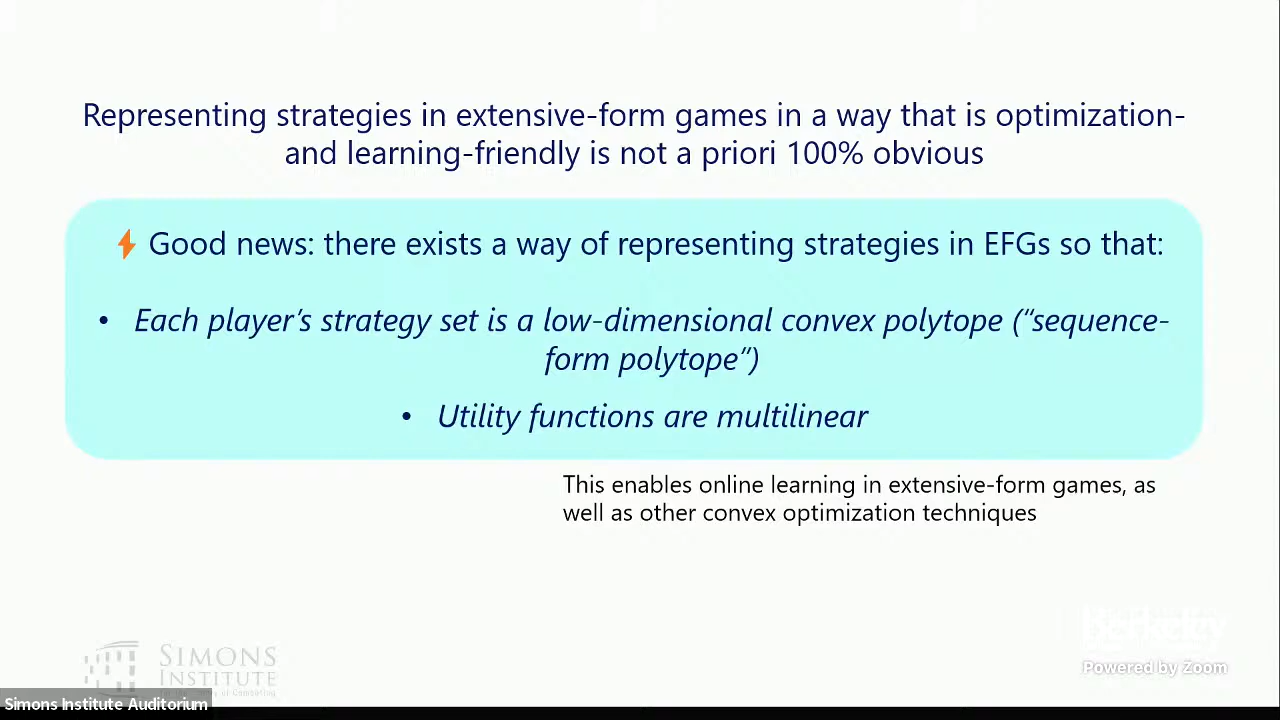 Representing strategies in extensive-form games in a way that is optimization-
and learning-friendly is not a priori 100% obvious
Good news: there exists a way of representing strategies in EFGs so that:
• Each player’s strategy set is a low-dimensional convex polytope (“sequence-
form polytope”)
• Utility functions are multilinear
This enables online learning in extensive-form games, as
well as other convex optimization techniques
Berkeley
SIMONS
INSTITUTE
Powered by Zoom
Simons Institute Auditorium